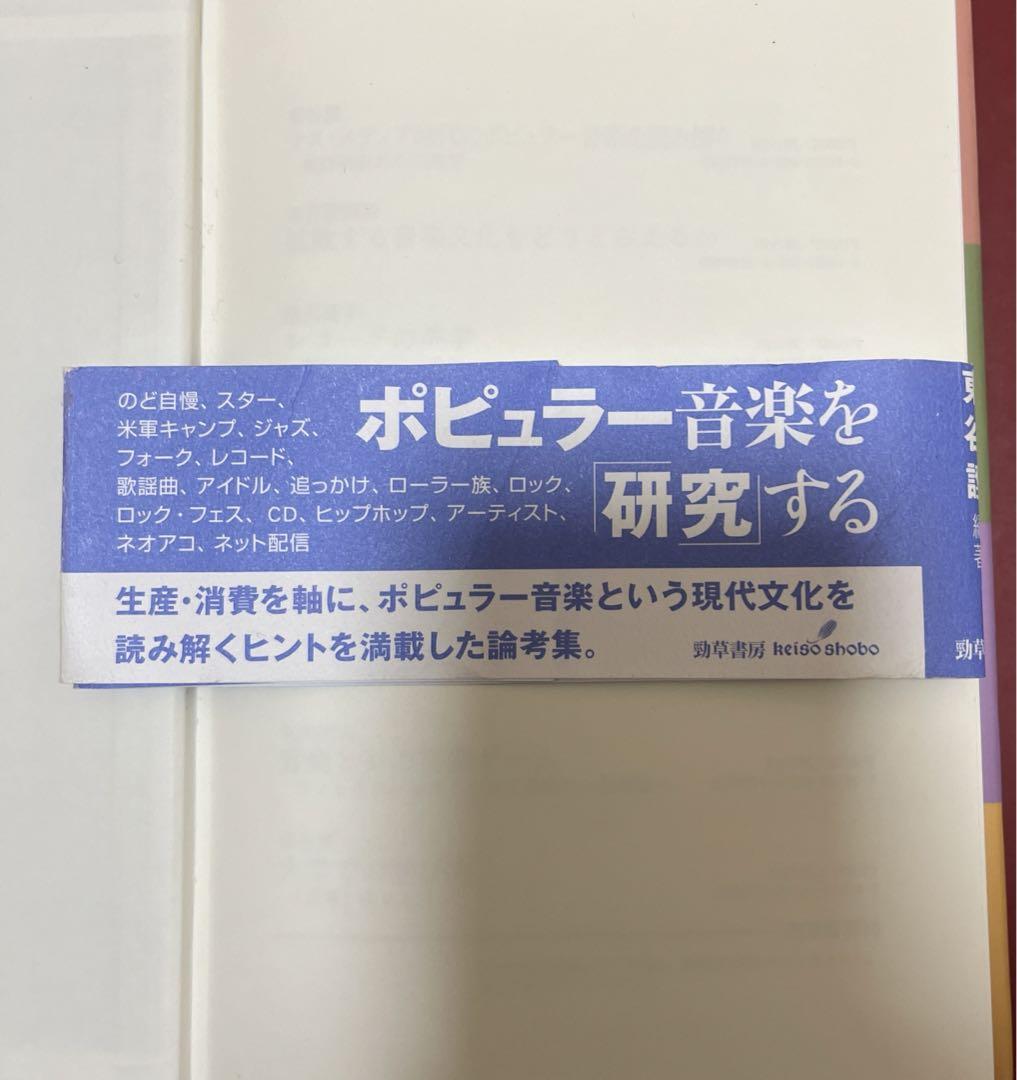 のど自慢、スター、
米軍キャンプ、ジャズ、
フォーク、レコード、
歌謡曲、アイドル、追っかけ、ローラー族、ロック、
ロック・フェス、CD、ヒップホップ、アーティスト、
ネオアコ、ネット配信
ポピュラー音楽を
「研究」する
生産・消費を軸に、ポピュラー音楽という現代文化を
読み解くヒントを満載した論考集。
勁草書房 keiso shobo
東谷護
編著
勁草